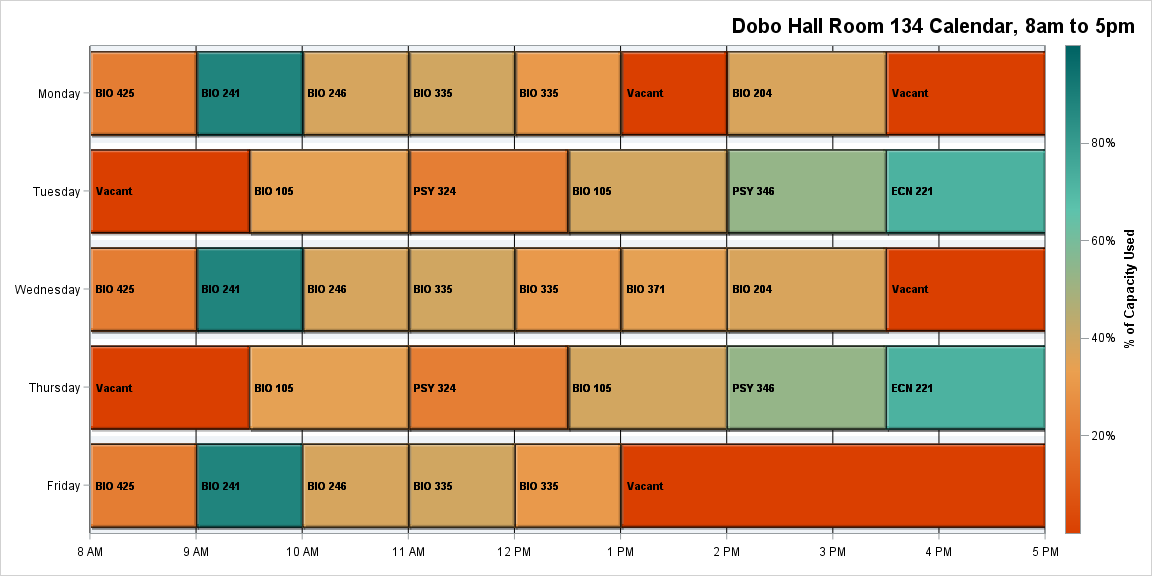 Dobo Hall Room 134 Calendar, 8am to 5pm
Monday BIO 425 BIO 241 BIO 246 BIO 335 BIO 335 Vacant BIO 204 Vacant
80%
Tuesday Vacant BIO 105 PSY 324 BIO 105 PSY 346 ECN 221
60%
% of Capacity Used
Wednesday BIO 425 BIO 241 BIO 246 BIO 335 BIO 335 BIO 371 BIO 204 Vacant
40%
Thursday Vacant BIO 105 PSY 324 BIO 105 PSY 346 ECN 221
20%
Friday BIO 425 BIO 241 BIO 246 BIO 335 BIO 335 Vacant
8 AM 9 AM 10 AM 11 AM 12 PM 1 PM 2 PM 3 PM 4 PM 5 PM